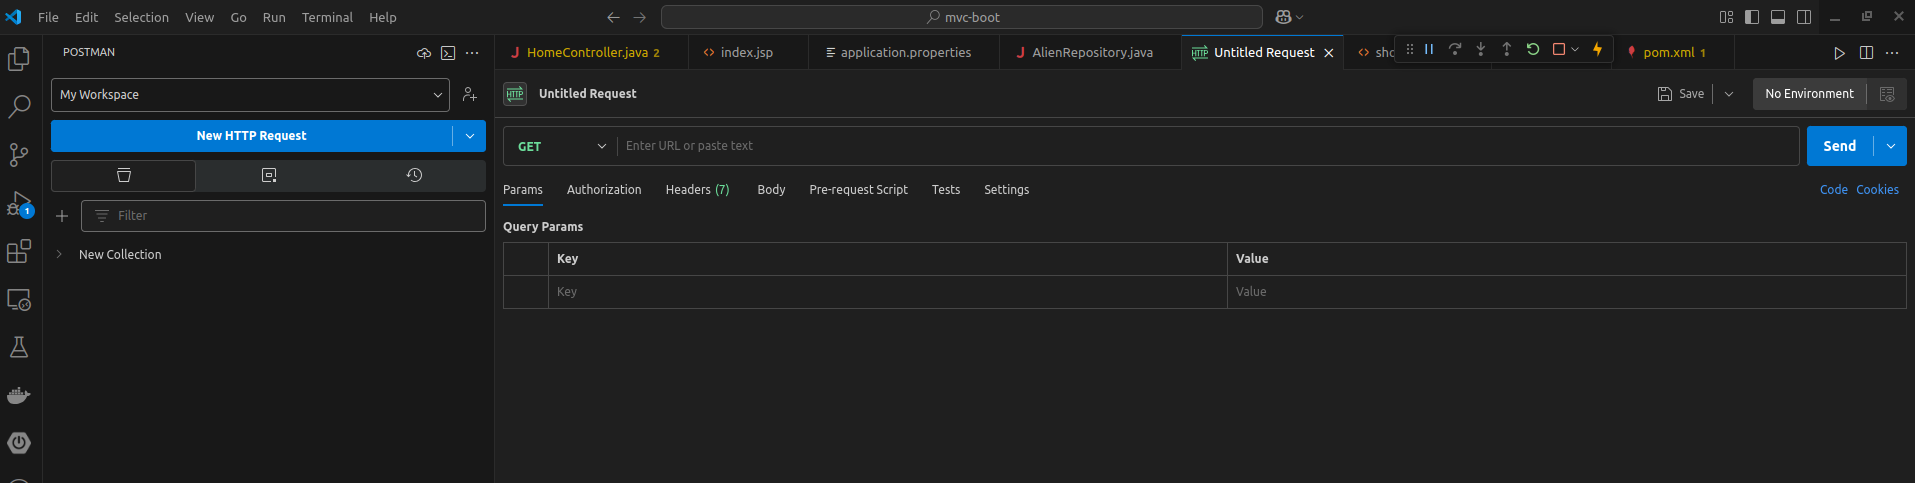 File Edit Selection View Go Run Terminal Help
mvc-boot
POSTMAN
HomeController.java 2
index.jsp
application.properties
AlienRepository.java
Untitled Request
sho
pom.xml 1
My Workspace
Untitled Request
Save
No Environment
New HTTP Request
GET
Enter URL or paste text
Send
Params Authorization Headers (7) Body Pre-request Script Tests Settings
Code Cookies
1
Filter
Query Params
New Collection
Key Value
Key Value